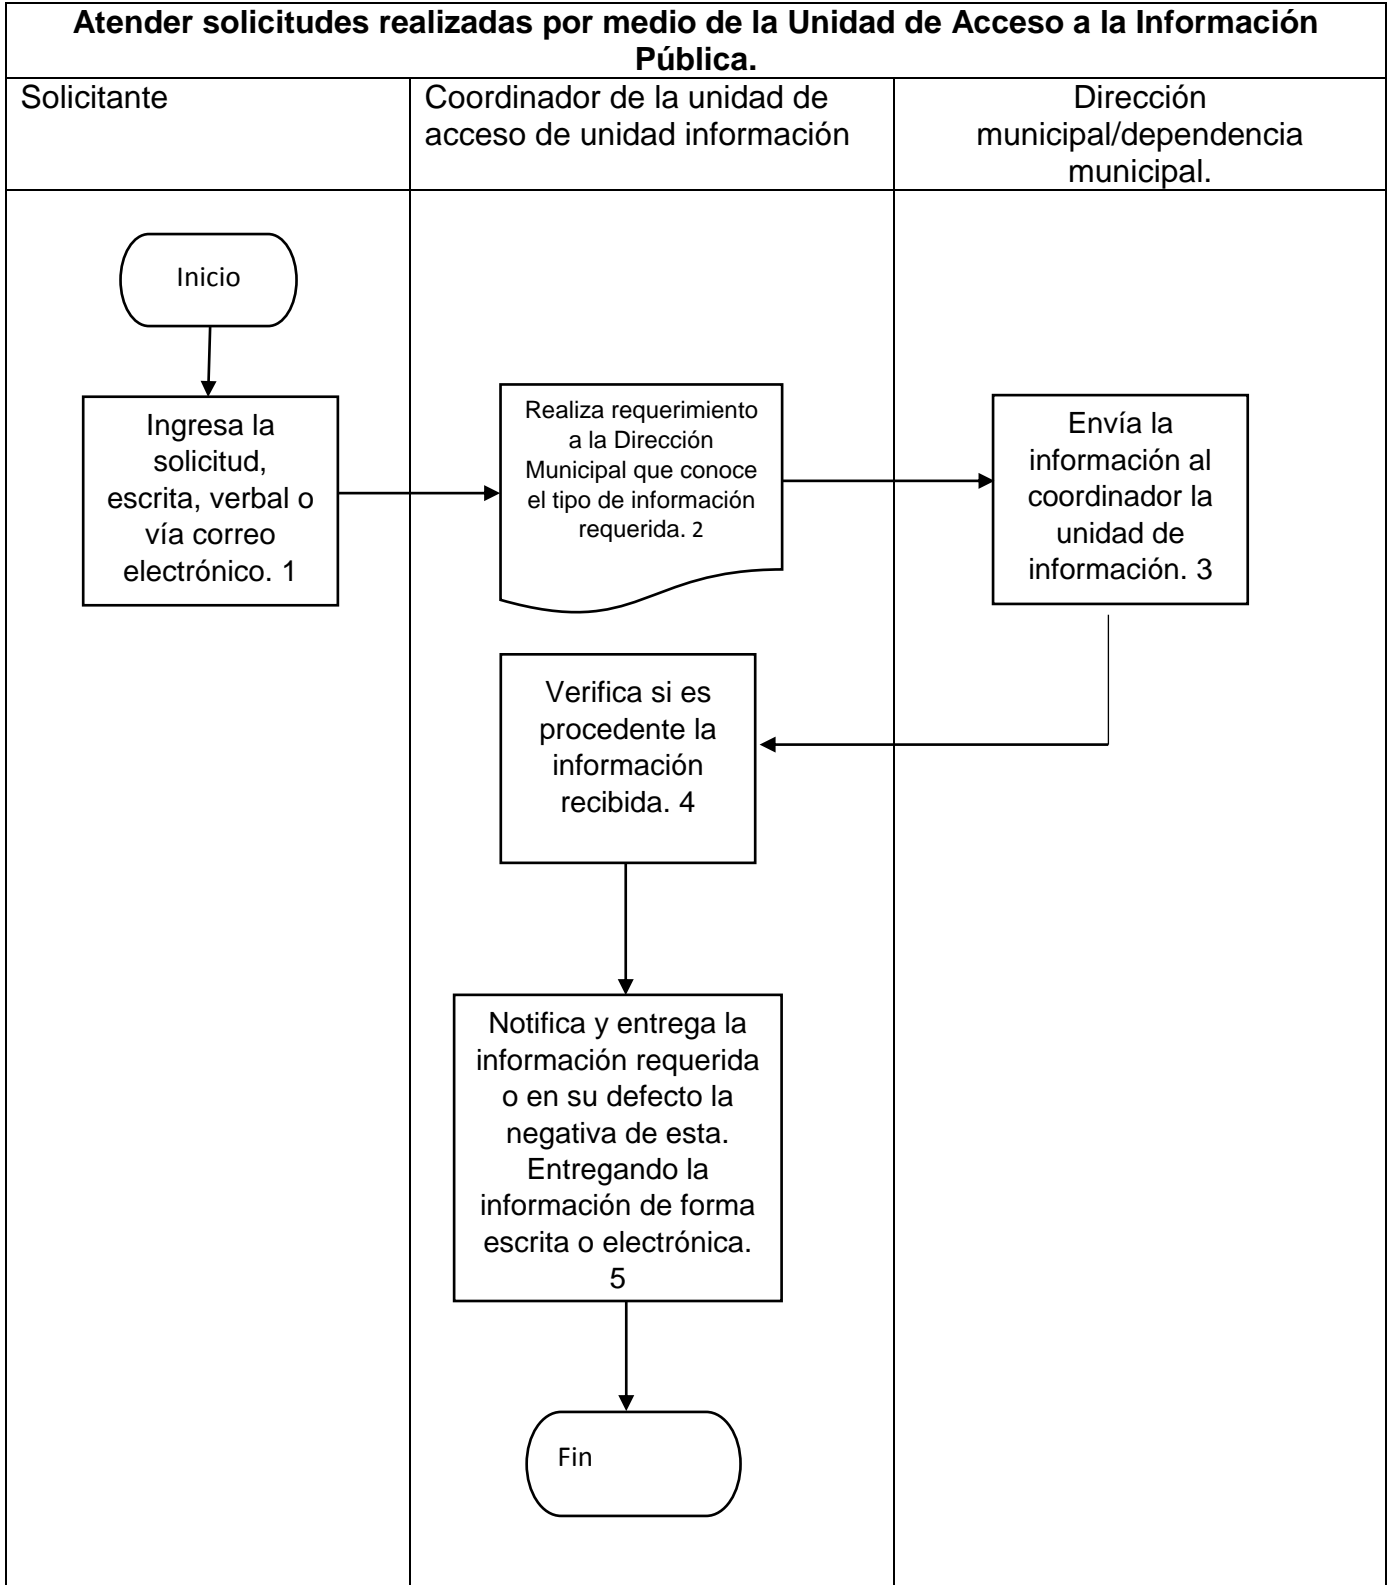 Atender solicitudes realizadas por medio de la Unidad de Acceso a la Información
Pública.
Solicitante
Coordinador de la unidad de
acceso de unidad información
Dirección
municipal/dependencia
municipal.
Inicio
Ingresa la
solicitud,
escrita, verbal o
vía correo
electrónico. 1
Realiza requerimiento
a la Dirección
Municipal que conoce
el tipo de información
requerida. 2
Envía la
información al
coordinador la
unidad de
información. 3
Verifica si es
procedente la
información
recibida. 4
Notifica y entrega la
información requerida
o en su defecto la
negativa de esta.
Entregando la
información de forma
escrita o electrónica.
5
Fin